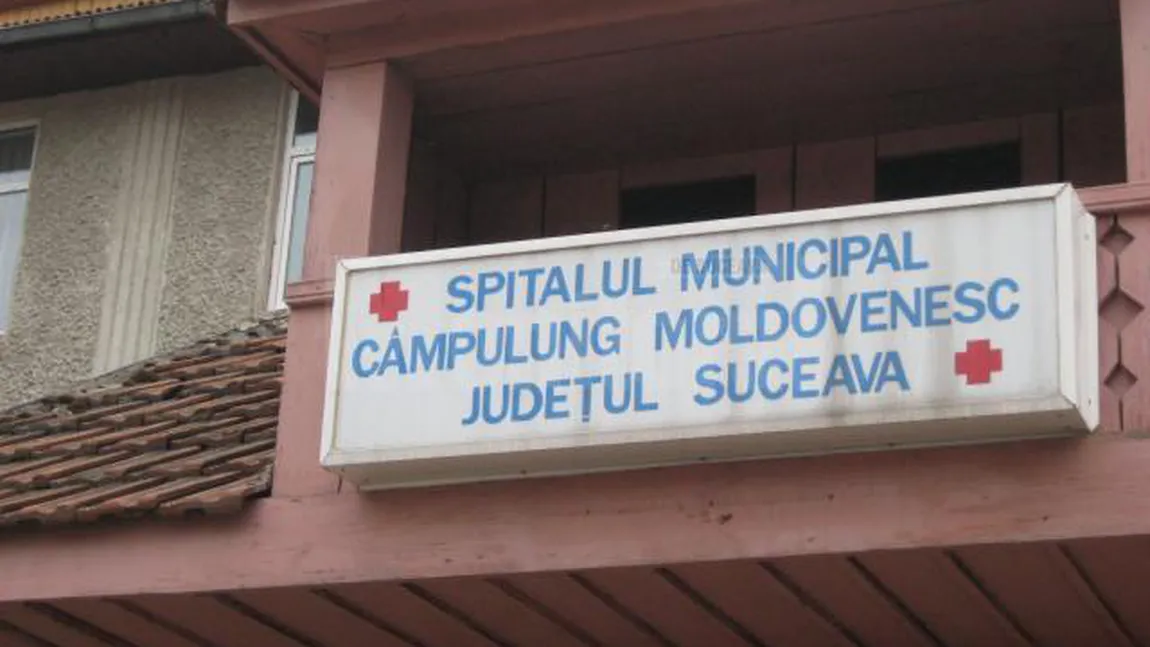 SPITALUL MUNICIPAL
CÂMPULUNG MOLDOVENESC
JUDEȚUL SUCEAVA